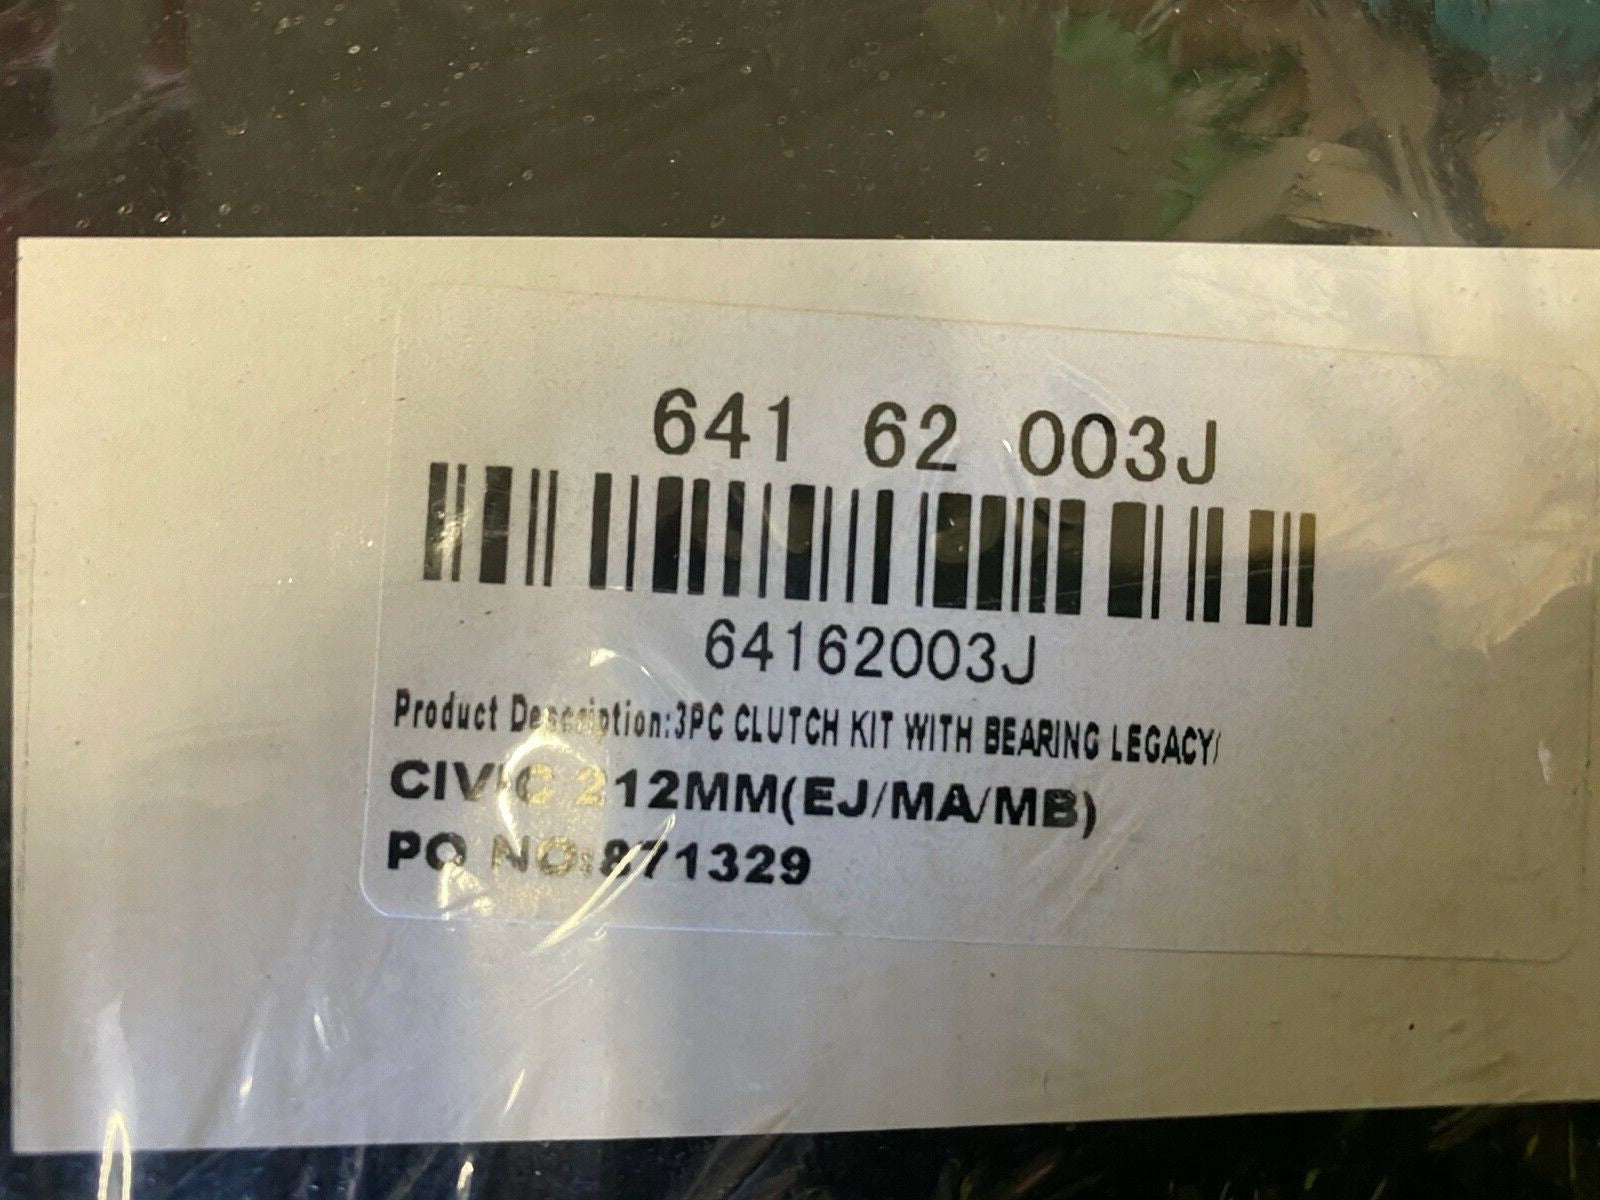 641 62 003J
64162003J
Product Description:3PC CLUTCH KIT WITH BEARING LEGACY/
CIVIC 212MM(EJ/MA/MB)
PO NO:871329